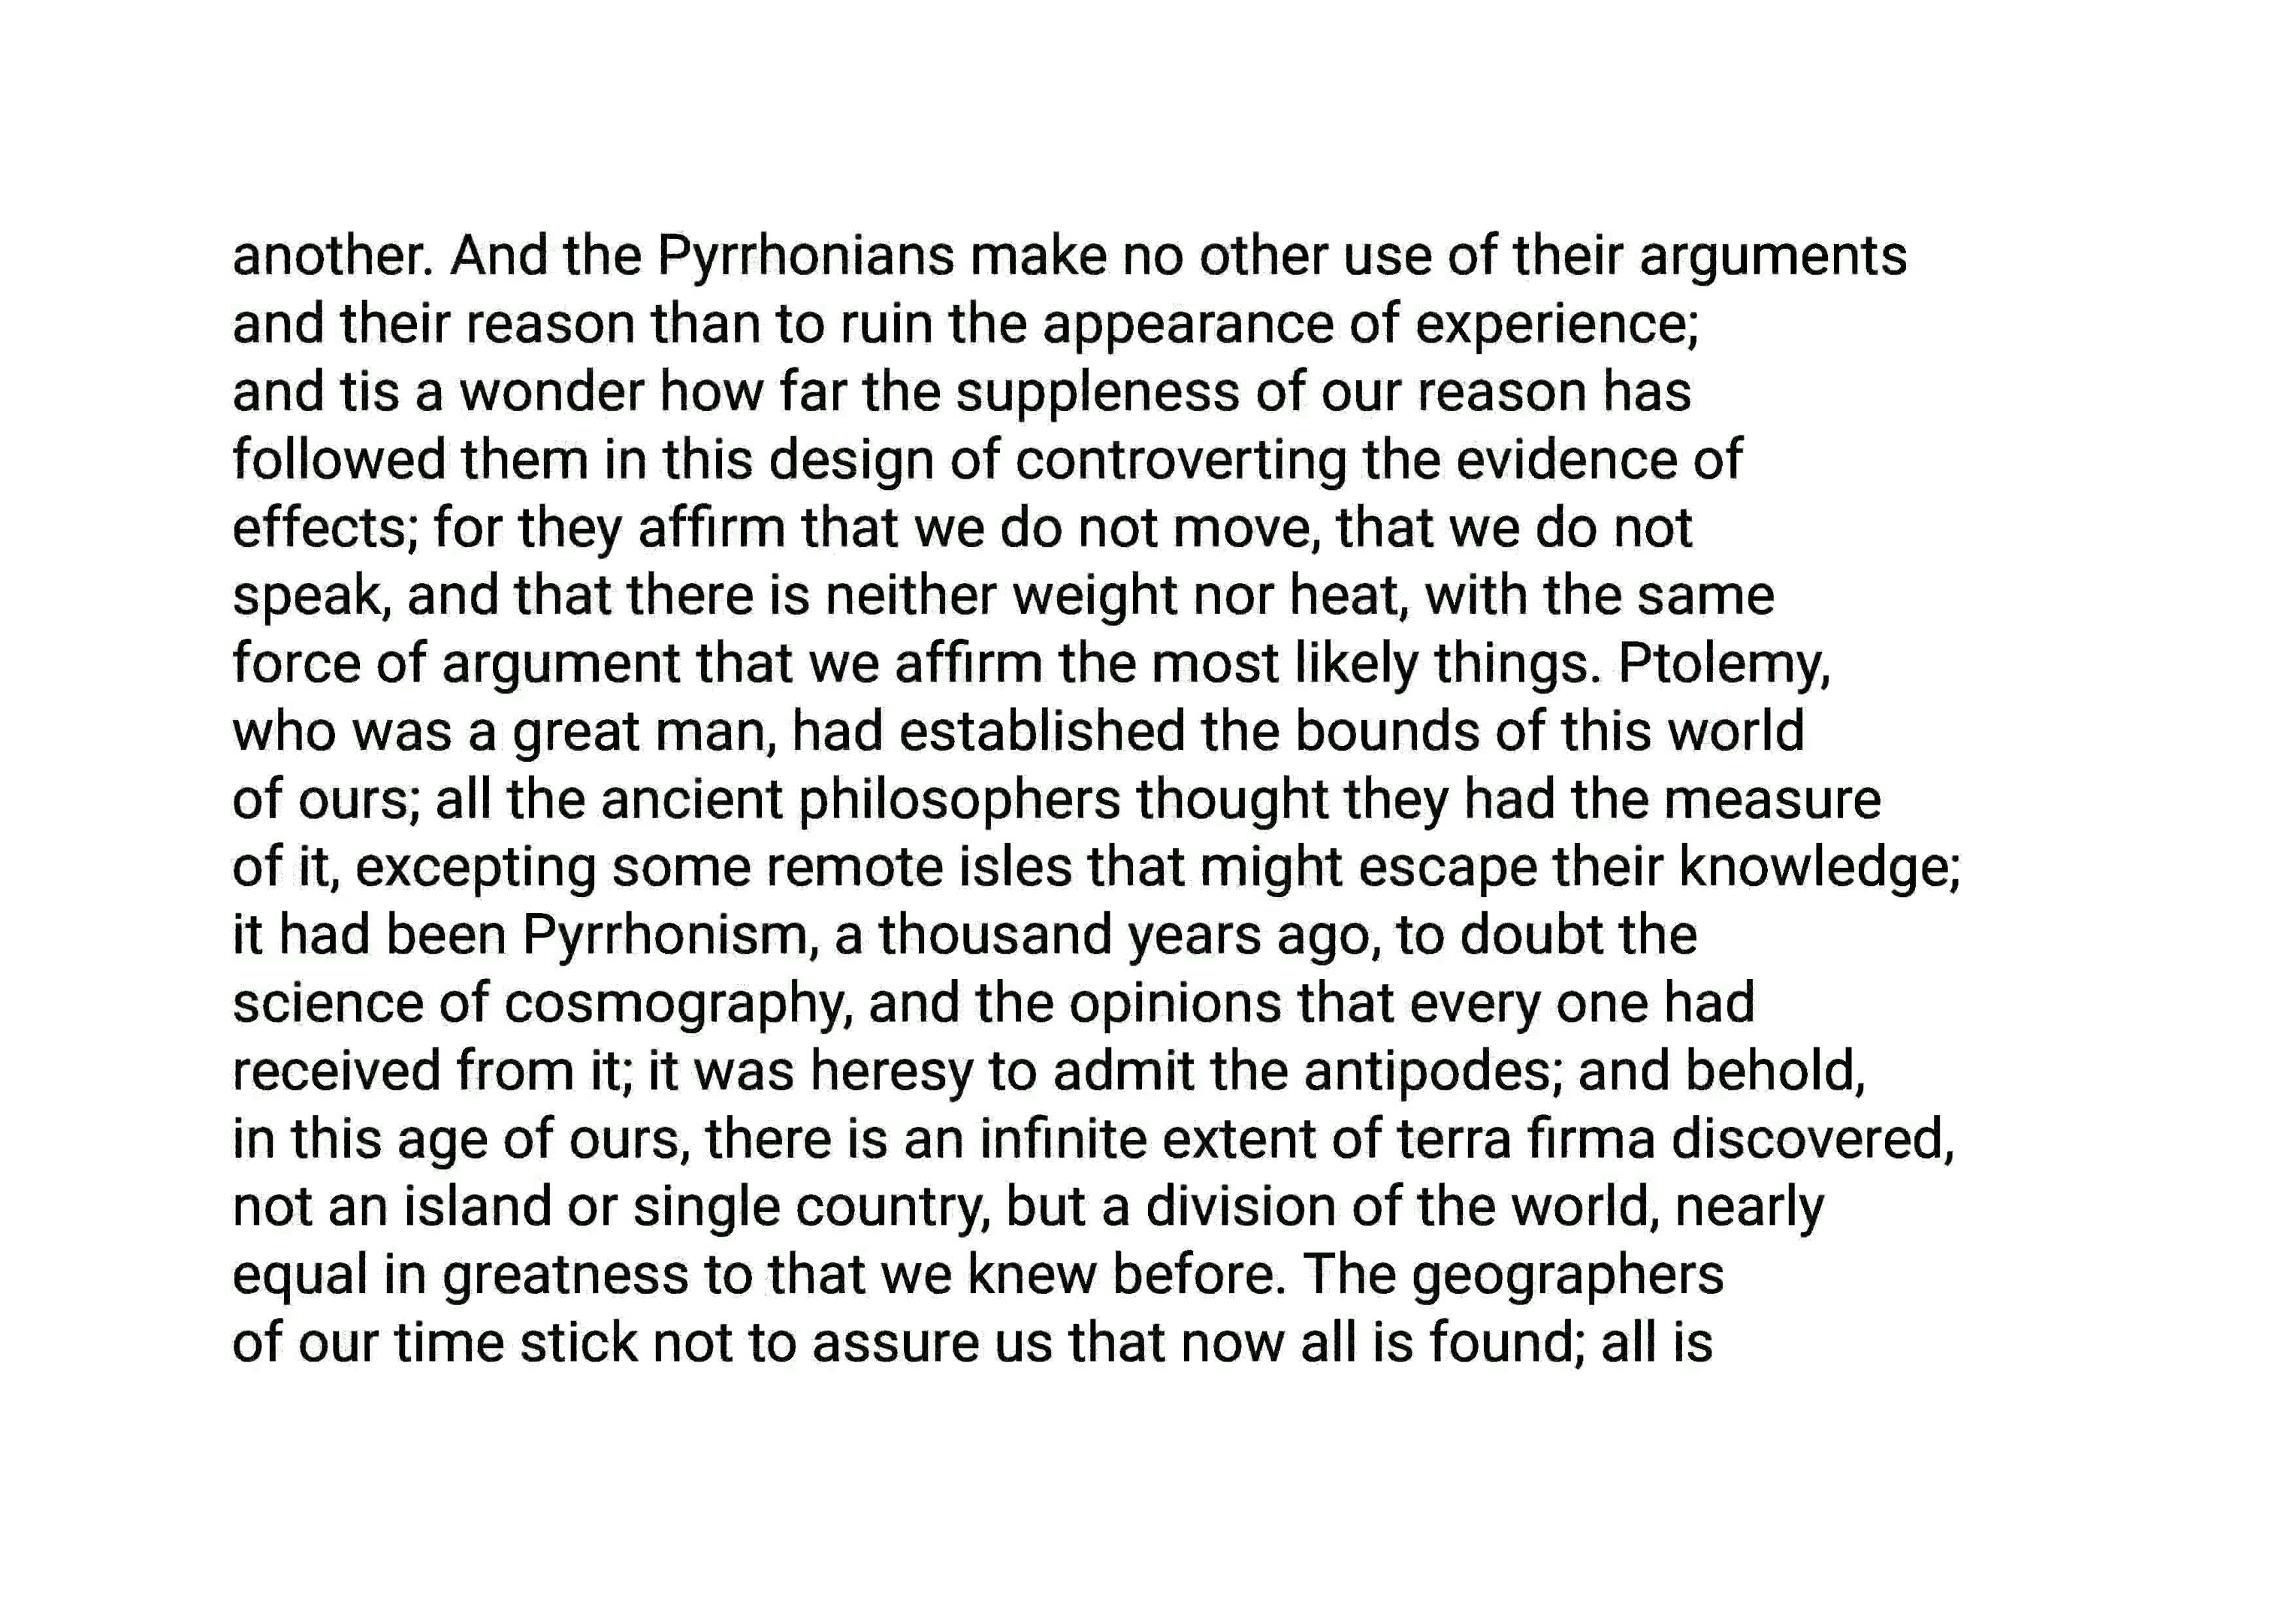 another. And the Pyrrhonians make no other use of their arguments
and their reason than to ruin the appearance of experience;
and tis a wonder how far the suppleness of our reason has
followed them in this design of controverting the evidence of
effects; for they affirm that we do not move, that we do not
speak, and that there is neither weight nor heat, with the same
force of argument that we affirm the most likely things. Ptolemy,
who was a great man, had established the bounds of this world
of ours; all the ancient philosophers thought they had the measure
of it, excepting some remote isles that might escape their knowledge;
it had been Pyrrhonism, a thousand years ago, to doubt the
science of cosmography, and the opinions that every one had
received from it; it was heresy to admit the antipodes; and behold,
in this age of ours, there is an infinite extent of terra firma discovered,
not an island or single country, but a division of the world, nearly
equal in greatness to that we knew before. The geographers
of our time stick not to assure us that now all is found; all is